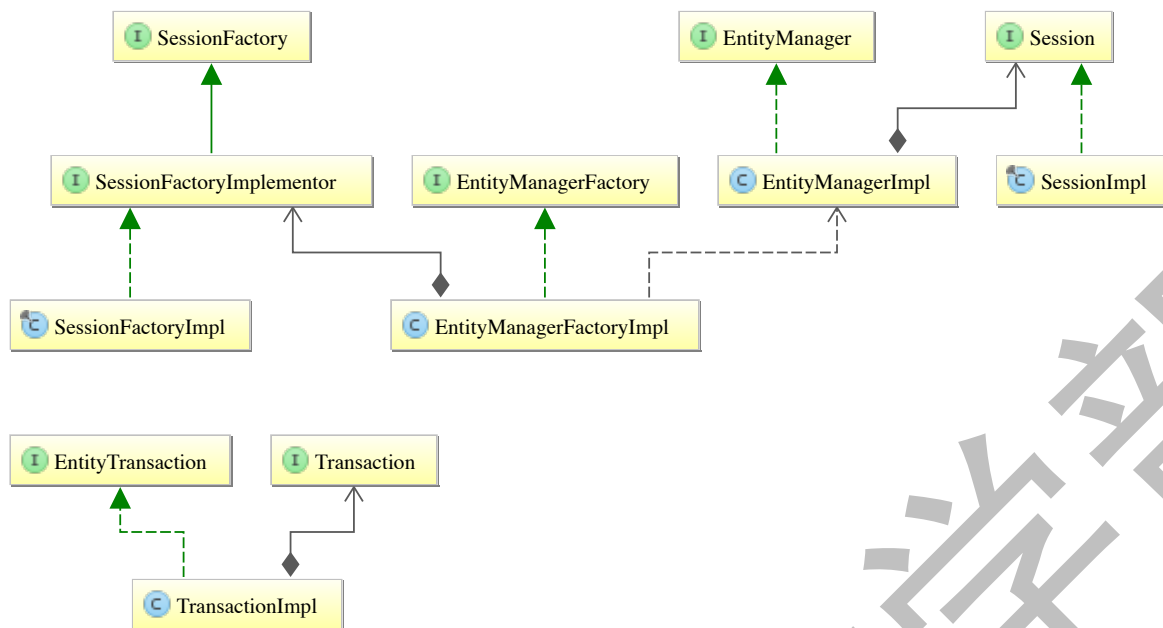 SessionFactory
EntityManager
Session
SessionFactoryImplementor
EntityManagerFactory
EntityManagerImpl
SessionImpl
SessionFactoryImpl
EntityManagerFactoryImpl
EntityTransaction
Transaction
TransactionImpl